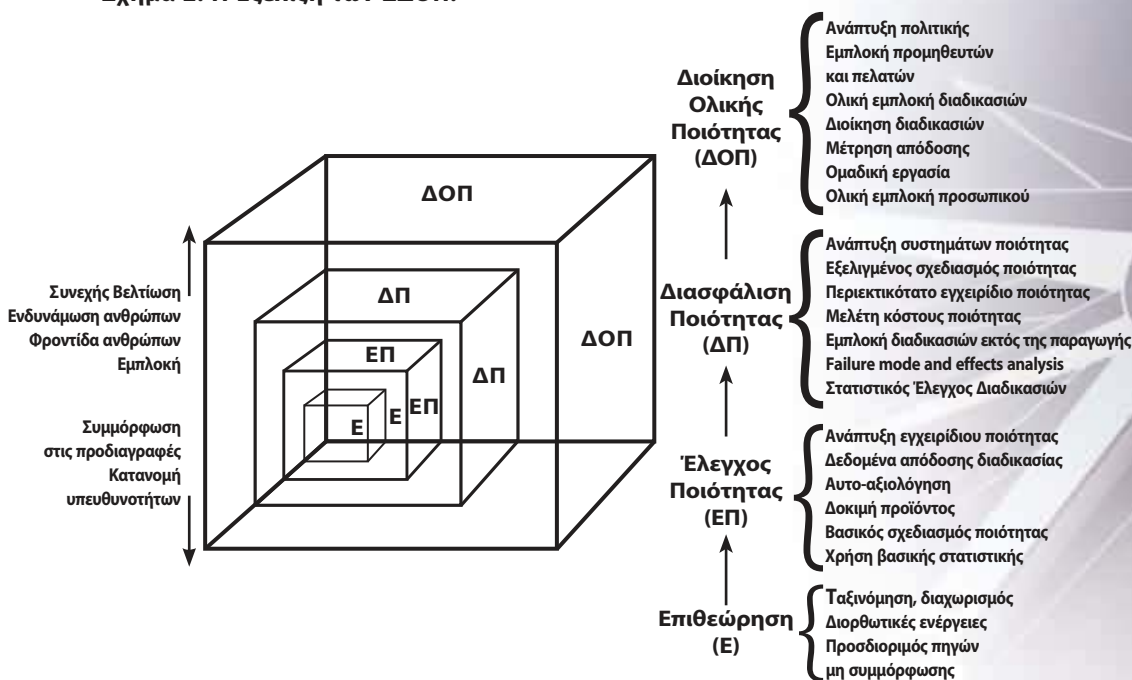 Διοίκηση
Ολικής
Ποιότητας
(ΔΟΠ)
Ανάπτυξη πολιτικής
Εμπλοκή προμηθευτών
και πελατών
Ολική εμπλοκή διαδικασιών
Διοίκηση διαδικασιών
Μέτρηση απόδοσης
Ομαδική εργασία
Ολική εμπλοκή προσωπικού
ΔΟΠ
ΔΠ
ΕΠ
Ε
Ε
ΕΠ
ΔΠ
ΔΟΠ
Συνεχής Βελτίωση
Ενδυνάμωση ανθρώπων
Φροντίδα ανθρώπων
Εμπλοκή
Συμμόρφωση
στις προδιαγραφές
Κατανομή
υπευθυνοτήτων
Διασφάλιση
Ποιότητας
(ΔΠ)
Ανάπτυξη συστημάτων ποιότητας
Εξελιγμένος σχεδιασμός ποιότητας
Περιεκτικότατο εγχειρίδιο ποιότητας
Μελέτη κόστους ποιότητας
Εμπλοκή διαδικασιών εκτός της παραγωγής
Failure mode and effects analysis
Στατιστικός Έλεγχος Διαδικασιών
Έλεγχος
Ποιότητας
(ΕΠ)
Ανάπτυξη εγχειρίδιου ποιότητας
Δεδομένα απόδοσης διαδικασίας
Αυτο-αξιολόγηση
Δοκιμή προϊόντος
Βασικός σχεδιασμός ποιότητας
Χρήση βασικής στατιστικής
Επιθεώρηση
(Ε)
Ταξινόμηση, διαχωρισμός
Διορθωτικές ενέργειες
Προσδιορισμός πηγών
μη συμμόρφωσης